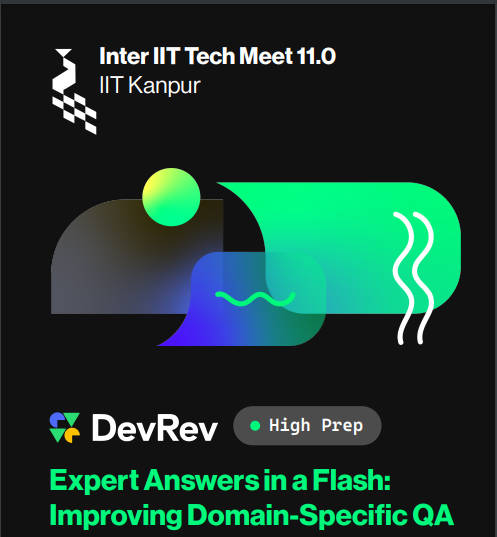 Inter IIT Tech Meet 11.0
IIT Kanpur
DevRev
High Prep
Expert Answers in a Flash:
Improving Domain-Specific QA